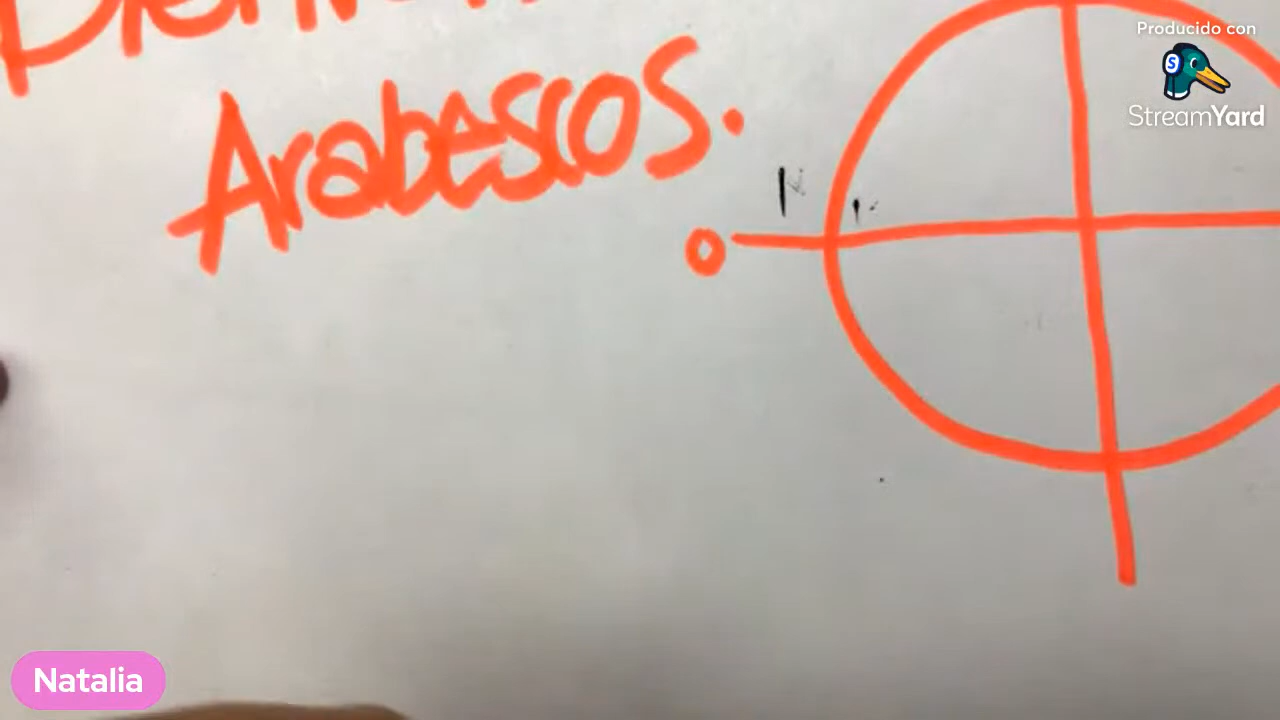 Producido con
StreamYard
Arabescos.
O
Natalia